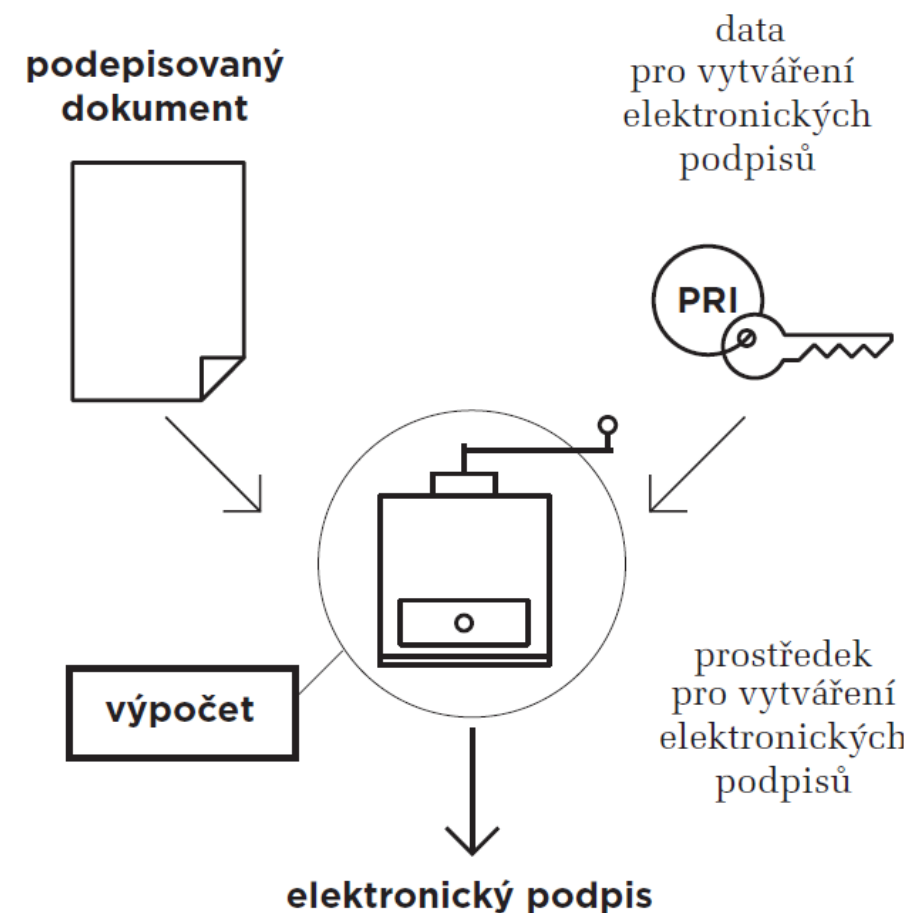 podepisovaný
dokument
data
pro vytváření
elektronických
podpisů
PRI
výpočet
prostředek
pro vytváření
elektronických
podpisů
elektronický podpis